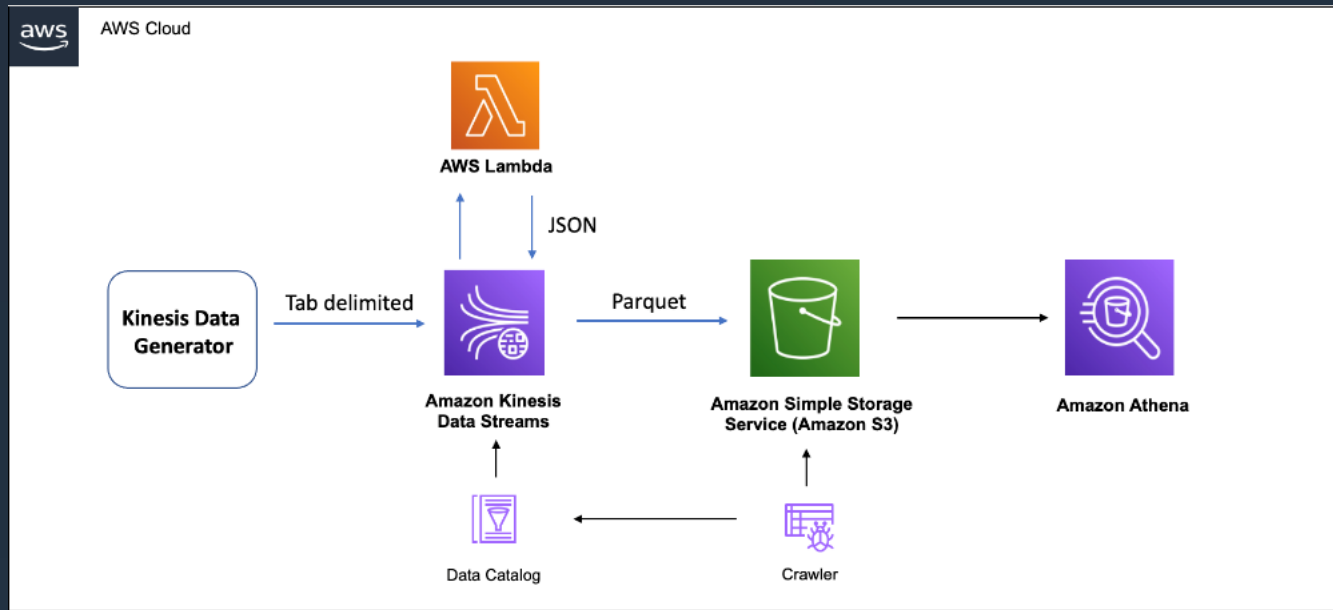 aws
AWS Cloud
AWS Lambda
JSON
Kinesis Data
Generator
Tab delimited
Parquet
Amazon Kinesis
Data Streams
Amazon Simple Storage
Service (Amazon S3)
Amazon Athena
Data Catalog
Crawler